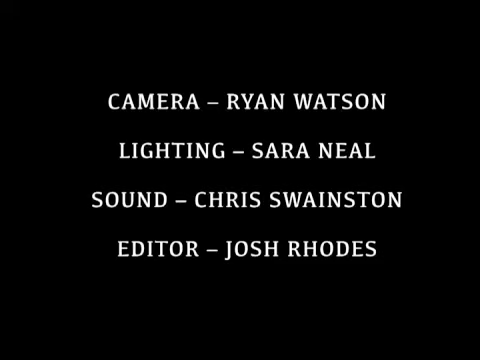 CAMERA – RYAN WATSON
LIGHTING – SARA NEAL
SOUND – CHRIS SWAINSTON
EDITOR – JOSH RHODES